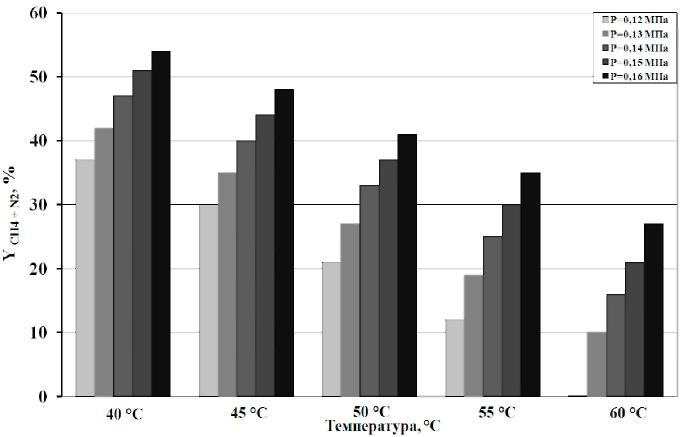 60
50
40
30
20
10
0
Y CH4 + N2, %
P=0,12 МПа
P=0,13 МПа
P=0,14 МПа
P=0,15 МПа
P=0,16 МПа
40 °C
45 °C
50 °C
55 °C
60 °C
Температура, °C